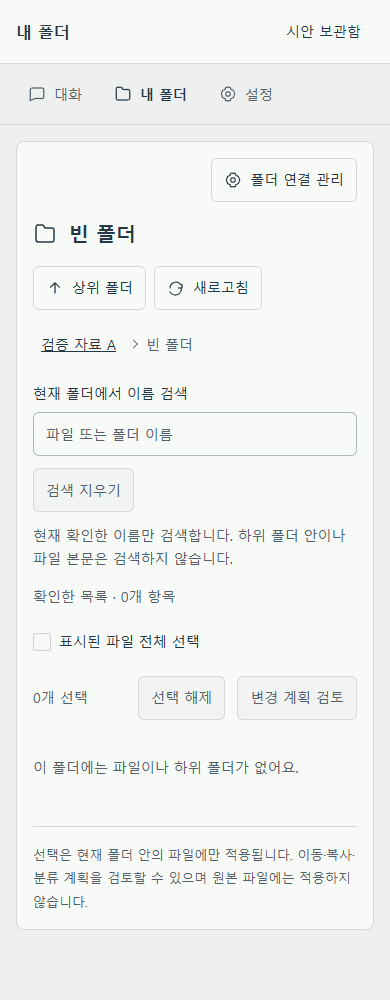 내 폴더
시안 보관함
대화
내 폴더
설정
폴더 연결 관리
빈 폴더
상위 폴더
새로고침
검증 자료 A > 빈 폴더
현재 폴더에서 이름 검색
파일 또는 폴더 이름
검색 지우기
현재 확인한 이름만 검색합니다. 하위 폴더 안이나
파일 본문은 검색하지 않습니다.
확인한 목록 · 0개 항목
표시된 파일 전체 선택
0개 선택
선택 해제
변경 계획 검토
이 폴더에는 파일이나 하위 폴더가 없어요.
선택은 현재 폴더 안의 파일에만 적용됩니다. 이동·복사·
분류 계획을 검토할 수 있으며 원본 파일에는 적용하지
않습니다.